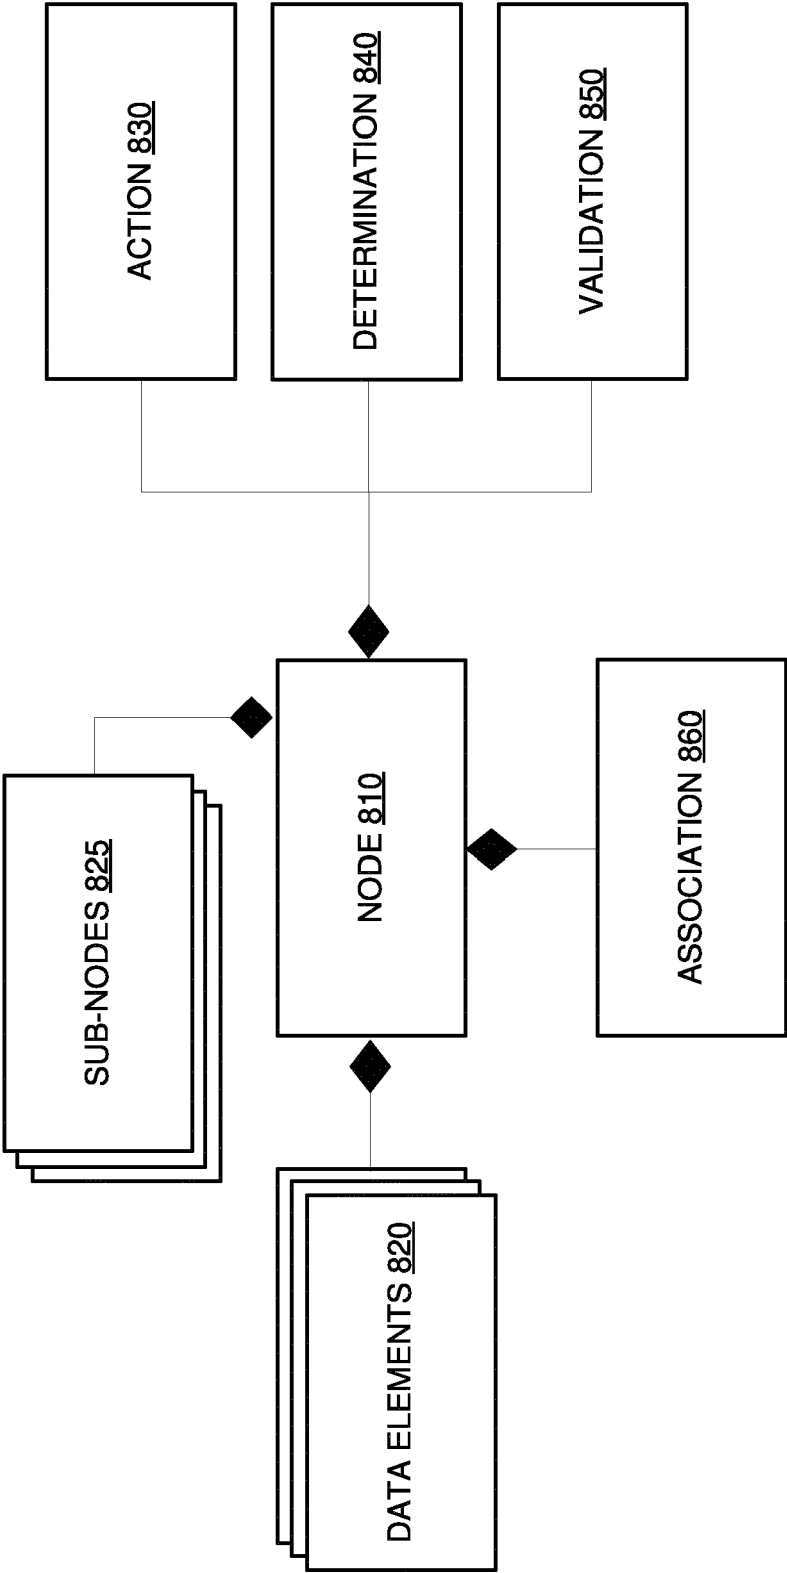 SUB-NODES 825
ACTION 830
DATA ELEMENTS 820
NODE 810
DETERMINATION 840
VALIDATION 850
ASSOCIATION 860